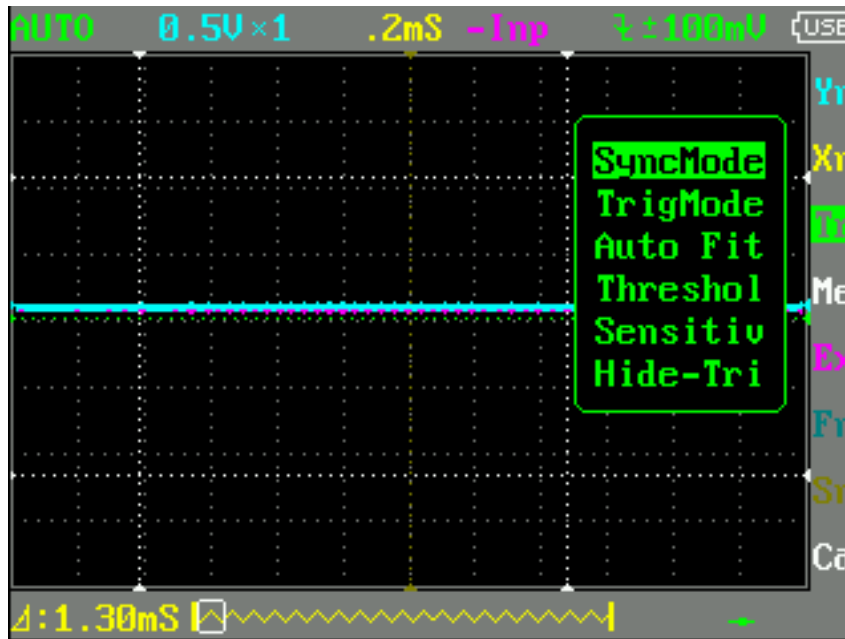 AUTO 0.5V×1 .2mS -Inp ±100mV USB
SyncMode
TrigMode
Auto Fit
Threshol
Sensitiv
Hide-Tri
Me
Ex
Ca
⊿:1.30mS